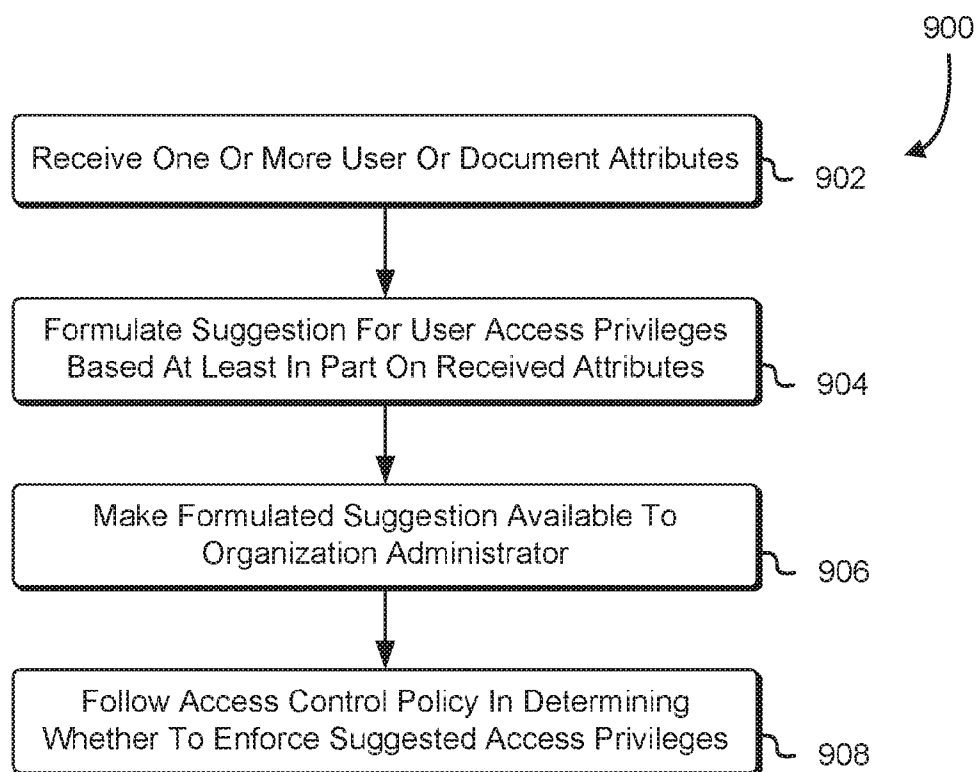 900
Receive One Or More User Or Document Attributes
902
Formulate Suggestion For User Access Privileges
Based At Least In Part On Received Attributes
904
Make Formulated Suggestion Available To
Organization Administrator
906
Follow Access Control Policy In Determining
Whether To Enforce Suggested Access Privileges
908